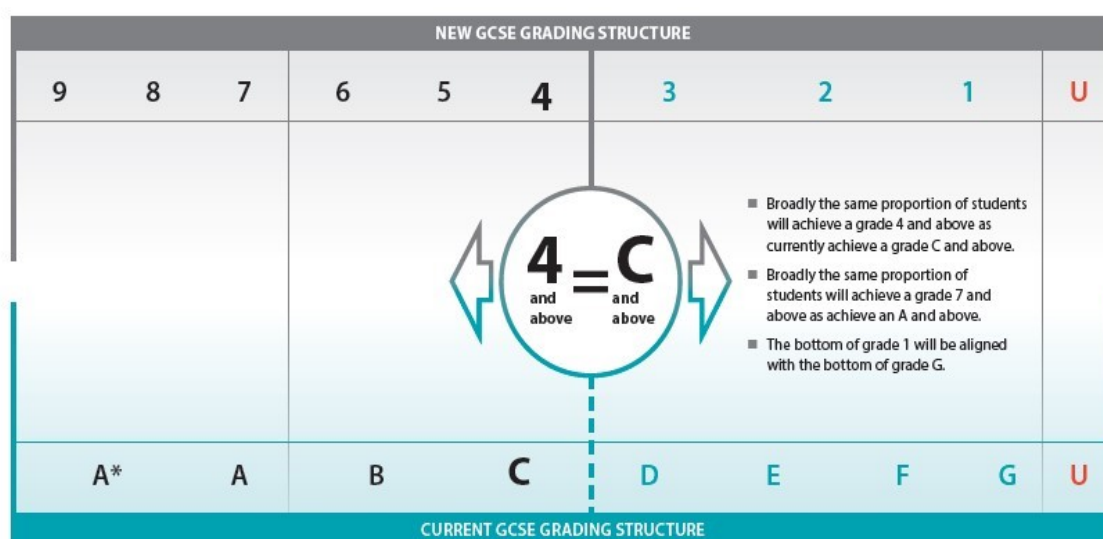 NEW GCSE GRADING STRUCTURE
9 8 7 6 5 4 3 2 1 U
4 = C
and above and above
■ Broadly the same proportion of students
will achieve a grade 4 and above as
currently achieve a grade C and above.
■ Broadly the same proportion of
students will achieve a grade 7 and
above as achieve an A and above.
■ The bottom of grade 1 will be aligned
with the bottom of grade G.
A* A B C D E F G U
CURRENT GCSE GRADING STRUCTURE